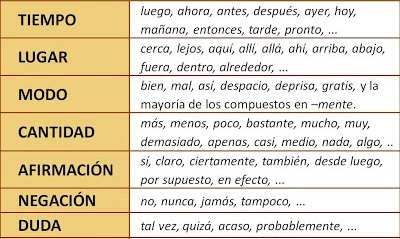 TIEMPO
luego, ahora, antes, después, ayer, hoy,
mañana, entonces, tarde, pronto, ...
LUGAR
cerca, lejos, aquí, allí, allá, ahí, arriba, abajo,
fuera, dentro, alrededor, ...
MODO
bien, mal, así, despacio, deprisa, gratis, y la
mayoría de los compuestos en –mente.
CANTIDAD
más, menos, poco, bastante, mucho, muy,
demasiado, apenas, casi, medio, nada, algo, ..
AFIRMACIÓN
sí, claro, ciertamente, también, desde luego,
por supuesto, en efecto, ...
NEGACIÓN
no, nunca, jamás, tampoco, ...
DUDA
tal vez, quizá, acaso, probablemente, ...